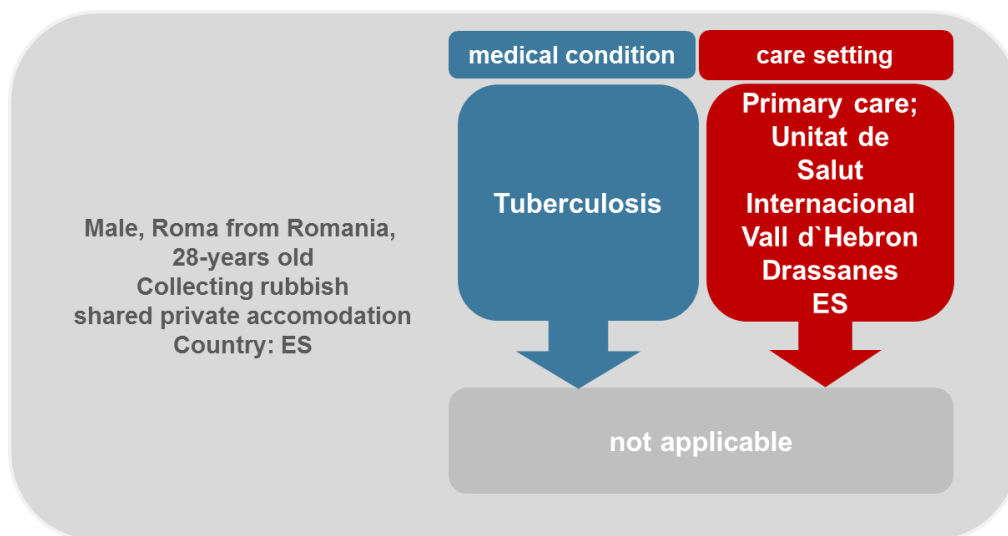 medical condition
care setting
Male, Roma from Romania,
28-years old
Collecting rubbish
shared private accomodation
Country: ES
Tuberculosis
Primary care;
Unitat de
Salut
Internacional
Vall d`Hebron
Drassanes
ES
not applicable